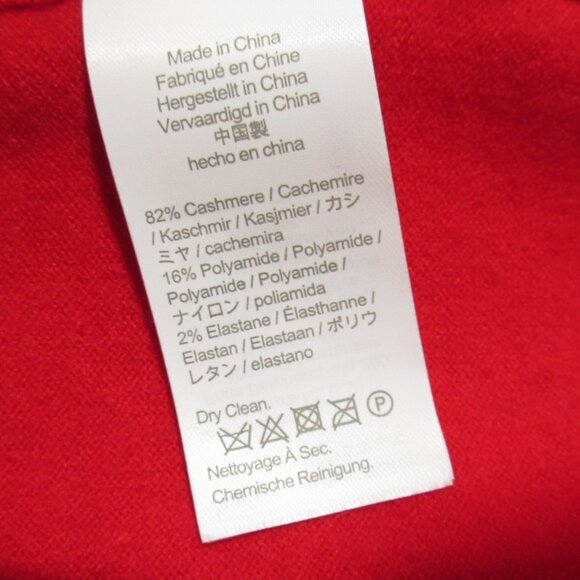 Made in China
Fabriqué en Chine
Hergestellt in China
Vervaardigd in China
中国製
hecho en china
82% Cashmere / Cachemire
/ Kaschmir / Kasjmier / カシ
ミヤ / cachemira
16% Polyamide / Polyamide /
Polyamide / Polyamide /
ナイロン / poliamida
2% Elastane / Élasthanne /
Elastan / Elastaan / ポリウ
レタン / elastano
Dry Clean.
P
Nettoyage À Sec.
Chemische Reinigung.